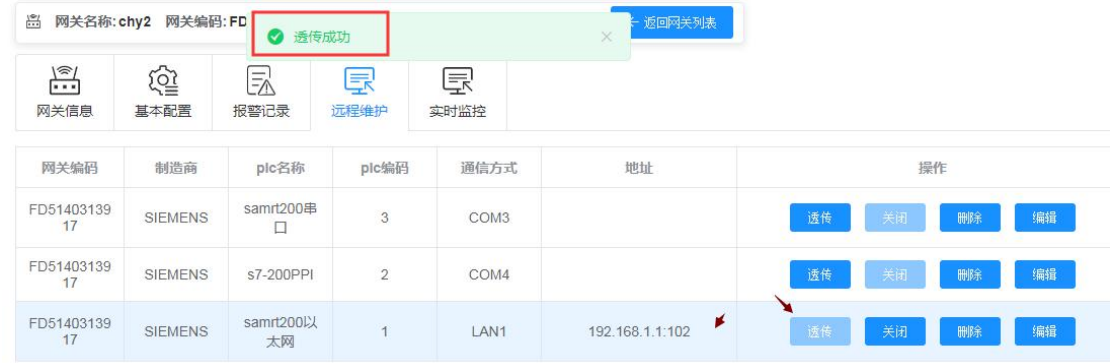 网关名称: chy2 网关编码: FD
透传成功
返回网关列表
网关信息 基本配置 报警记录 远程维护 实时监控
网关编码 制造商 plc名称 plc编码 通信方式 地址 操作
FD51403139
17
SIEMENS
samrt200串
口
3 COM3 透传 关闭 删除 编辑
FD51403139
17
SIEMENS s7-200PPI 2 COM4 透传 关闭 删除 编辑
FD51403139
17
SIEMENS
samrt200以
太网
1 LAN1 192.168.1.1:102 透传 关闭 删除 编辑